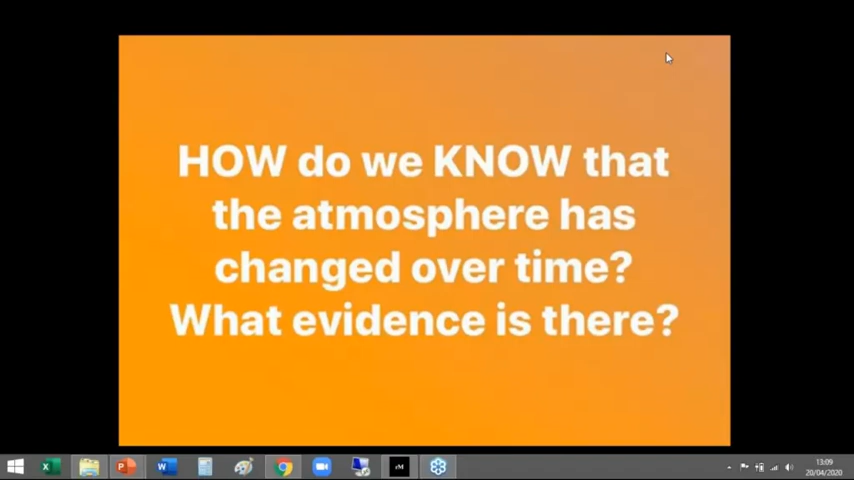 HOW do we KNOW that
the atmosphere has
changed over time?
What evidence is there?
13:09
20/04/2020